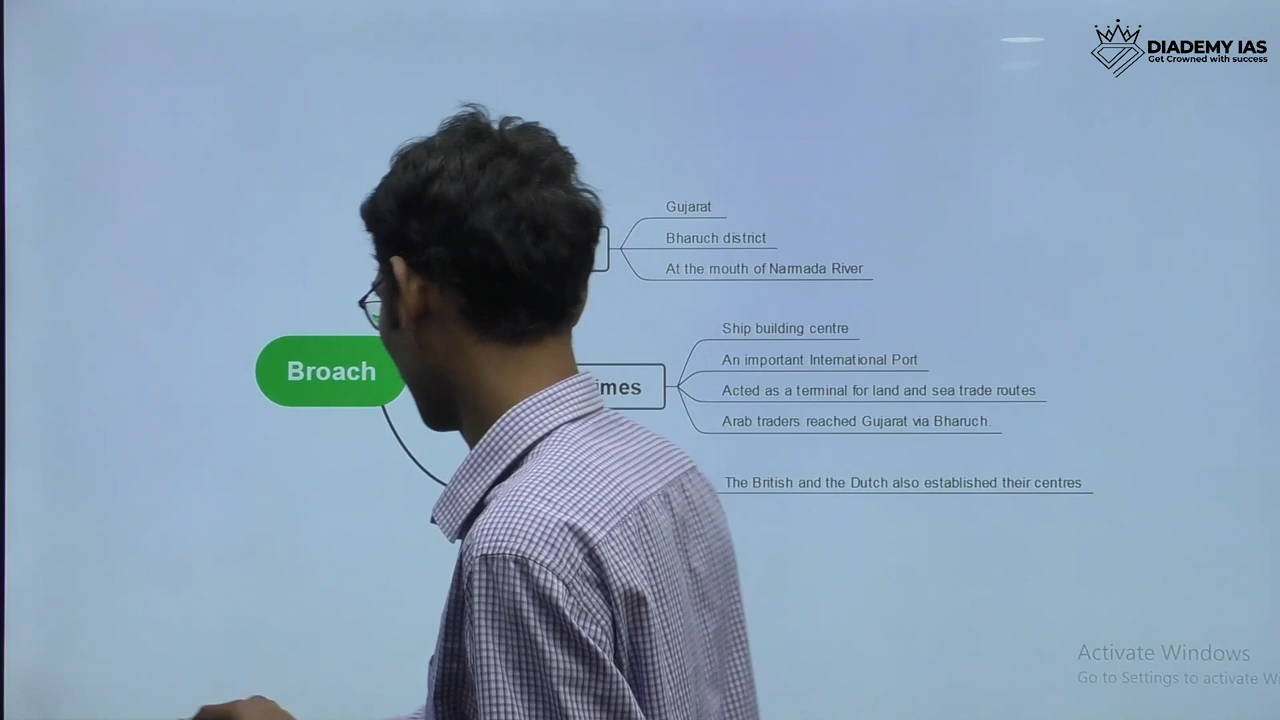 DIADEMY IAS
Get Crowned with success
Gujarat
Bharuch district
At the mouth of Narmada River
Broach
Ship building centre
An important International Port
Acted as a terminal for land and sea trade routes
Arab traders reached Gujarat via Bharuch.
The British and the Dutch also established their centres
Activate Windows
Go to Settings to activate